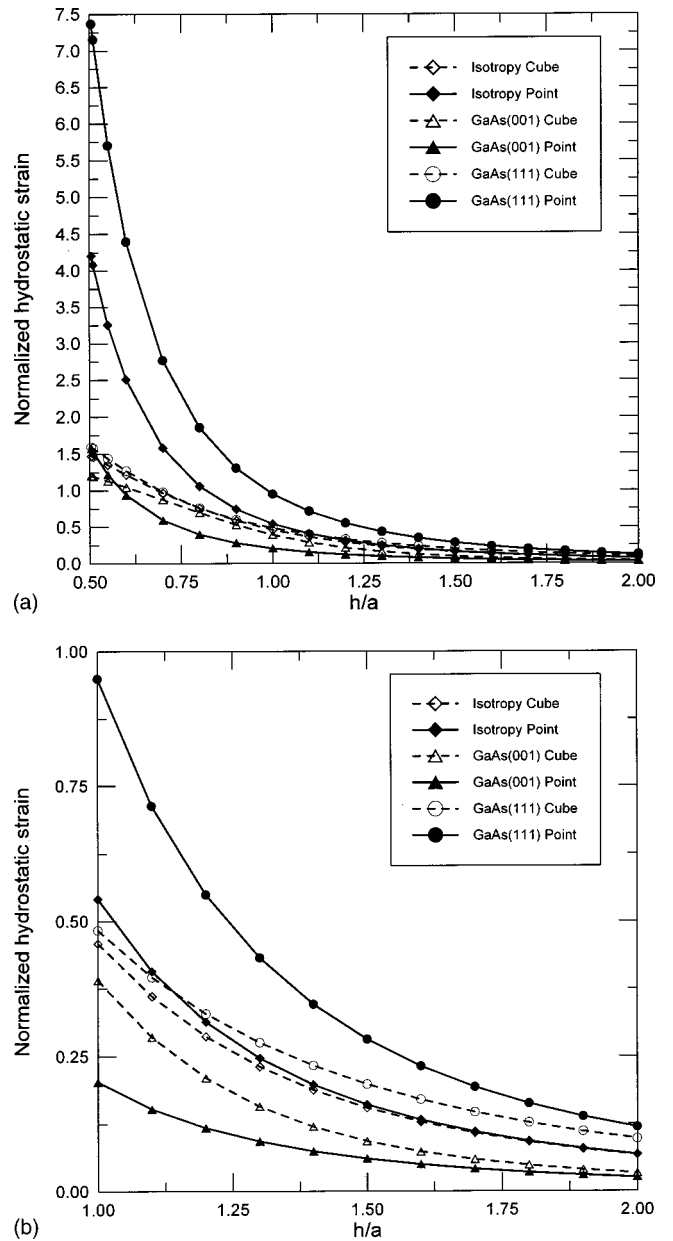 7.5
7.0
6.5
6.0
5.5
5.0
4.5
4.0
3.5
3.0
2.5
2.0
1.5
1.0
0.5
0.0
Normalized hydrostatic strain
Isotropy Cube
Isotropy Point
GaAs(001) Cube
GaAs(001) Point
GaAs(111) Cube
GaAs(111) Point
0.50 0.75 1.00 1.25 1.50 1.75 2.00
(a)
h/a
1.00
0.75
0.50
0.25
0.00
Normalized hydrostatic strain
Isotropy Cube
Isotropy Point
GaAs(001) Cube
GaAs(001) Point
GaAs(111) Cube
GaAs(111) Point
1.00 1.25 1.50 1.75 2.00
(b)
h/a